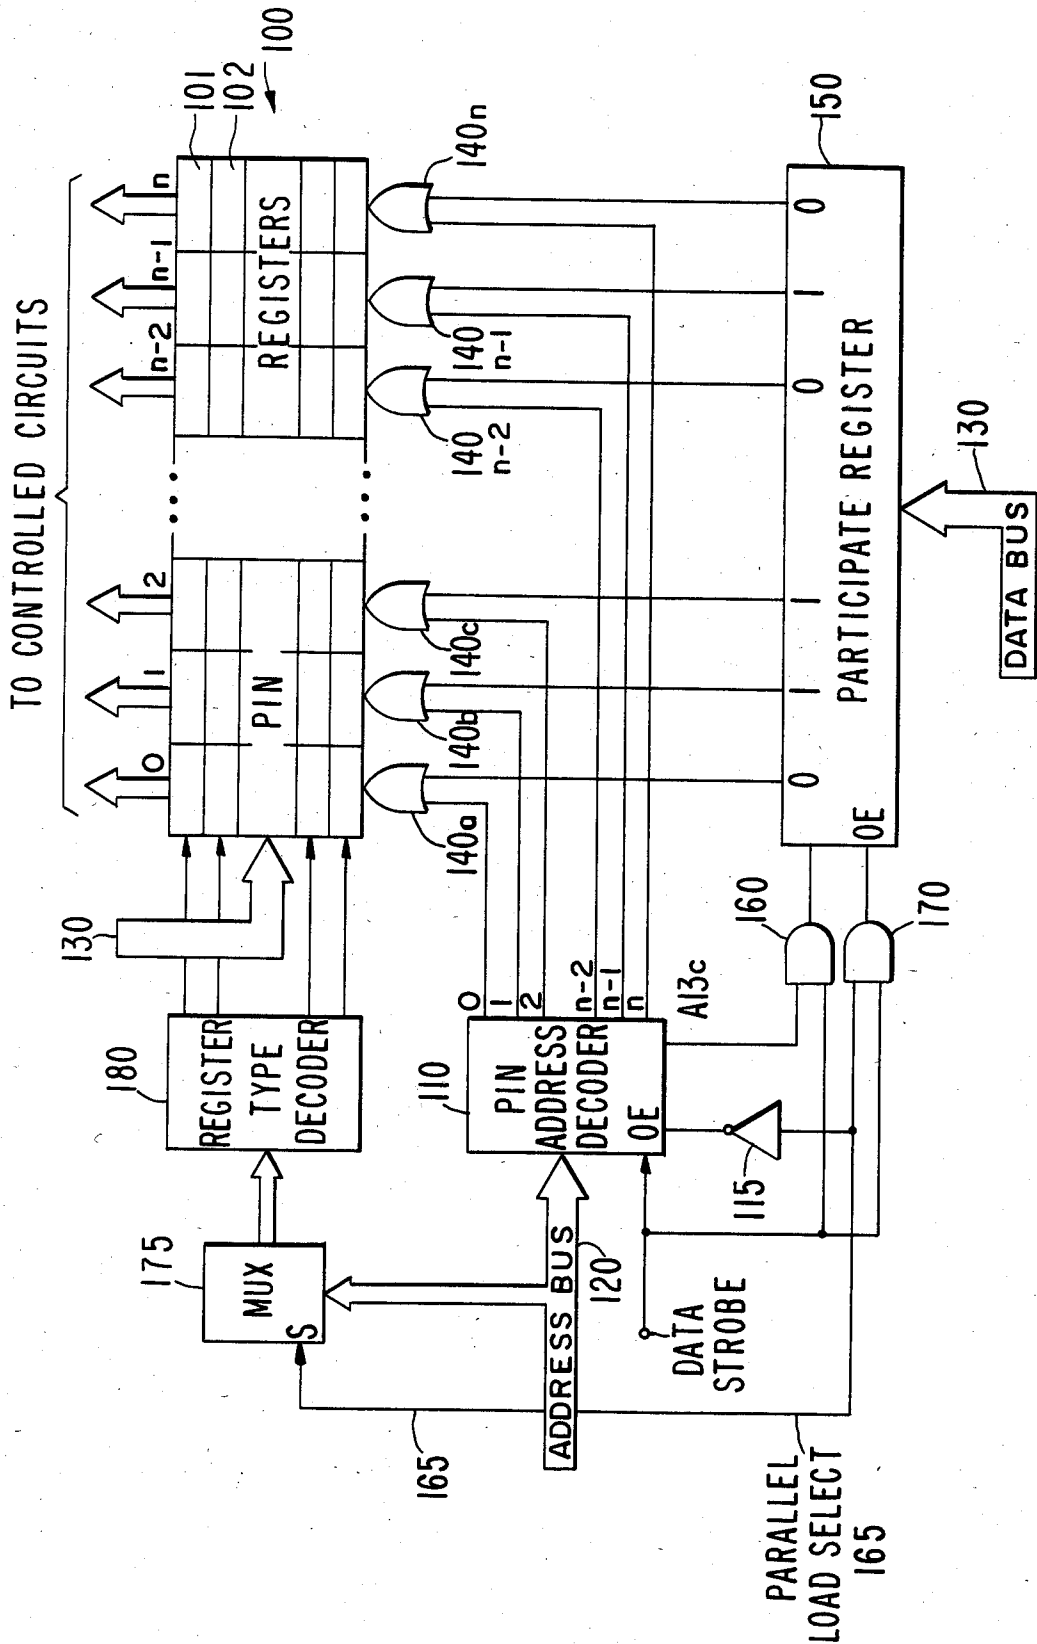 TO CONTROLLED CIRCUITS
0
1
2
n-2
n-1
n
101
102
100
130
PIN
REGISTERS
180
REGISTER
TYPE
DECODER
175
MUX
S
165
140a
140b
140c
140
n-2
140
n-1
140n
110
PIN
ADDRESS
DECODER
OE
0
1
2
n-2
n-1
n
A13c
ADDRESS BUS
120
115
DATA
STROBE
160
170
PARALLEL
LOAD SELECT
165
0
1
1
0
1
0
OE
PARTICIPATE REGISTER
150
130
DATA BUS